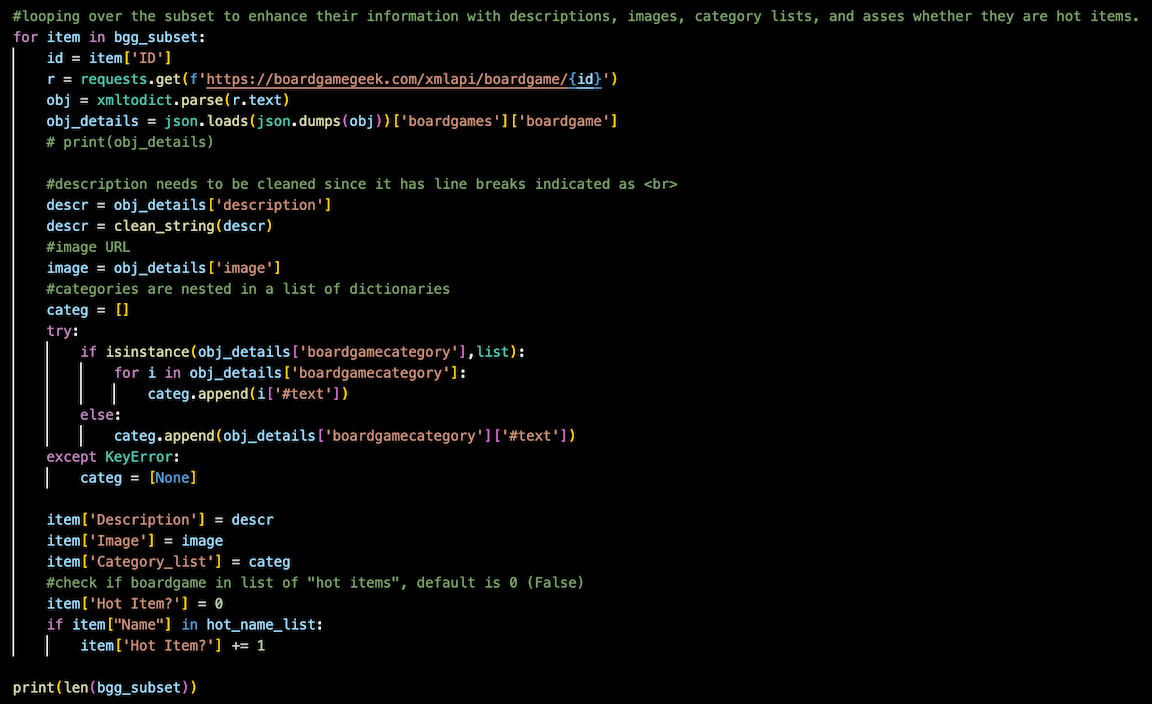 #looping over the subset to enhance their information with descriptions, images, category lists, and asses whether they are hot items.
for item in bgg_subset:
    id = item['ID']
    r = requests.get(f'https://boardgamegeek.com/xmlapi/boardgame/{id}')
    obj = xmltodict.parse(r.text)
    obj_details = json.loads(json.dumps(obj))['boardgames']['boardgame']
    # print(obj_details)

    #description needs to be cleaned since it has line breaks indicated as <br>
    descr = obj_details['description']
    descr = clean_string(descr)
    #image URL
    image = obj_details['image']
    #categories are nested in a list of dictionaries
    categ = []
    try:
        if isinstance(obj_details['boardgamecategory'],list):
            for i in obj_details['boardgamecategory']:
                categ.append(i['#text'])
        else:
            categ.append(obj_details['boardgamecategory']['#text'])
    except KeyError:
        categ = [None]

    item['Description'] = descr
    item['Image'] = image
    item['Category_list'] = categ
    #check if boardgame in list of "hot items", default is 0 (False)
    item['Hot Item?'] = 0
    if item["Name"] in hot_name_list:
        item['Hot Item?'] += 1

print(len(bgg_subset))